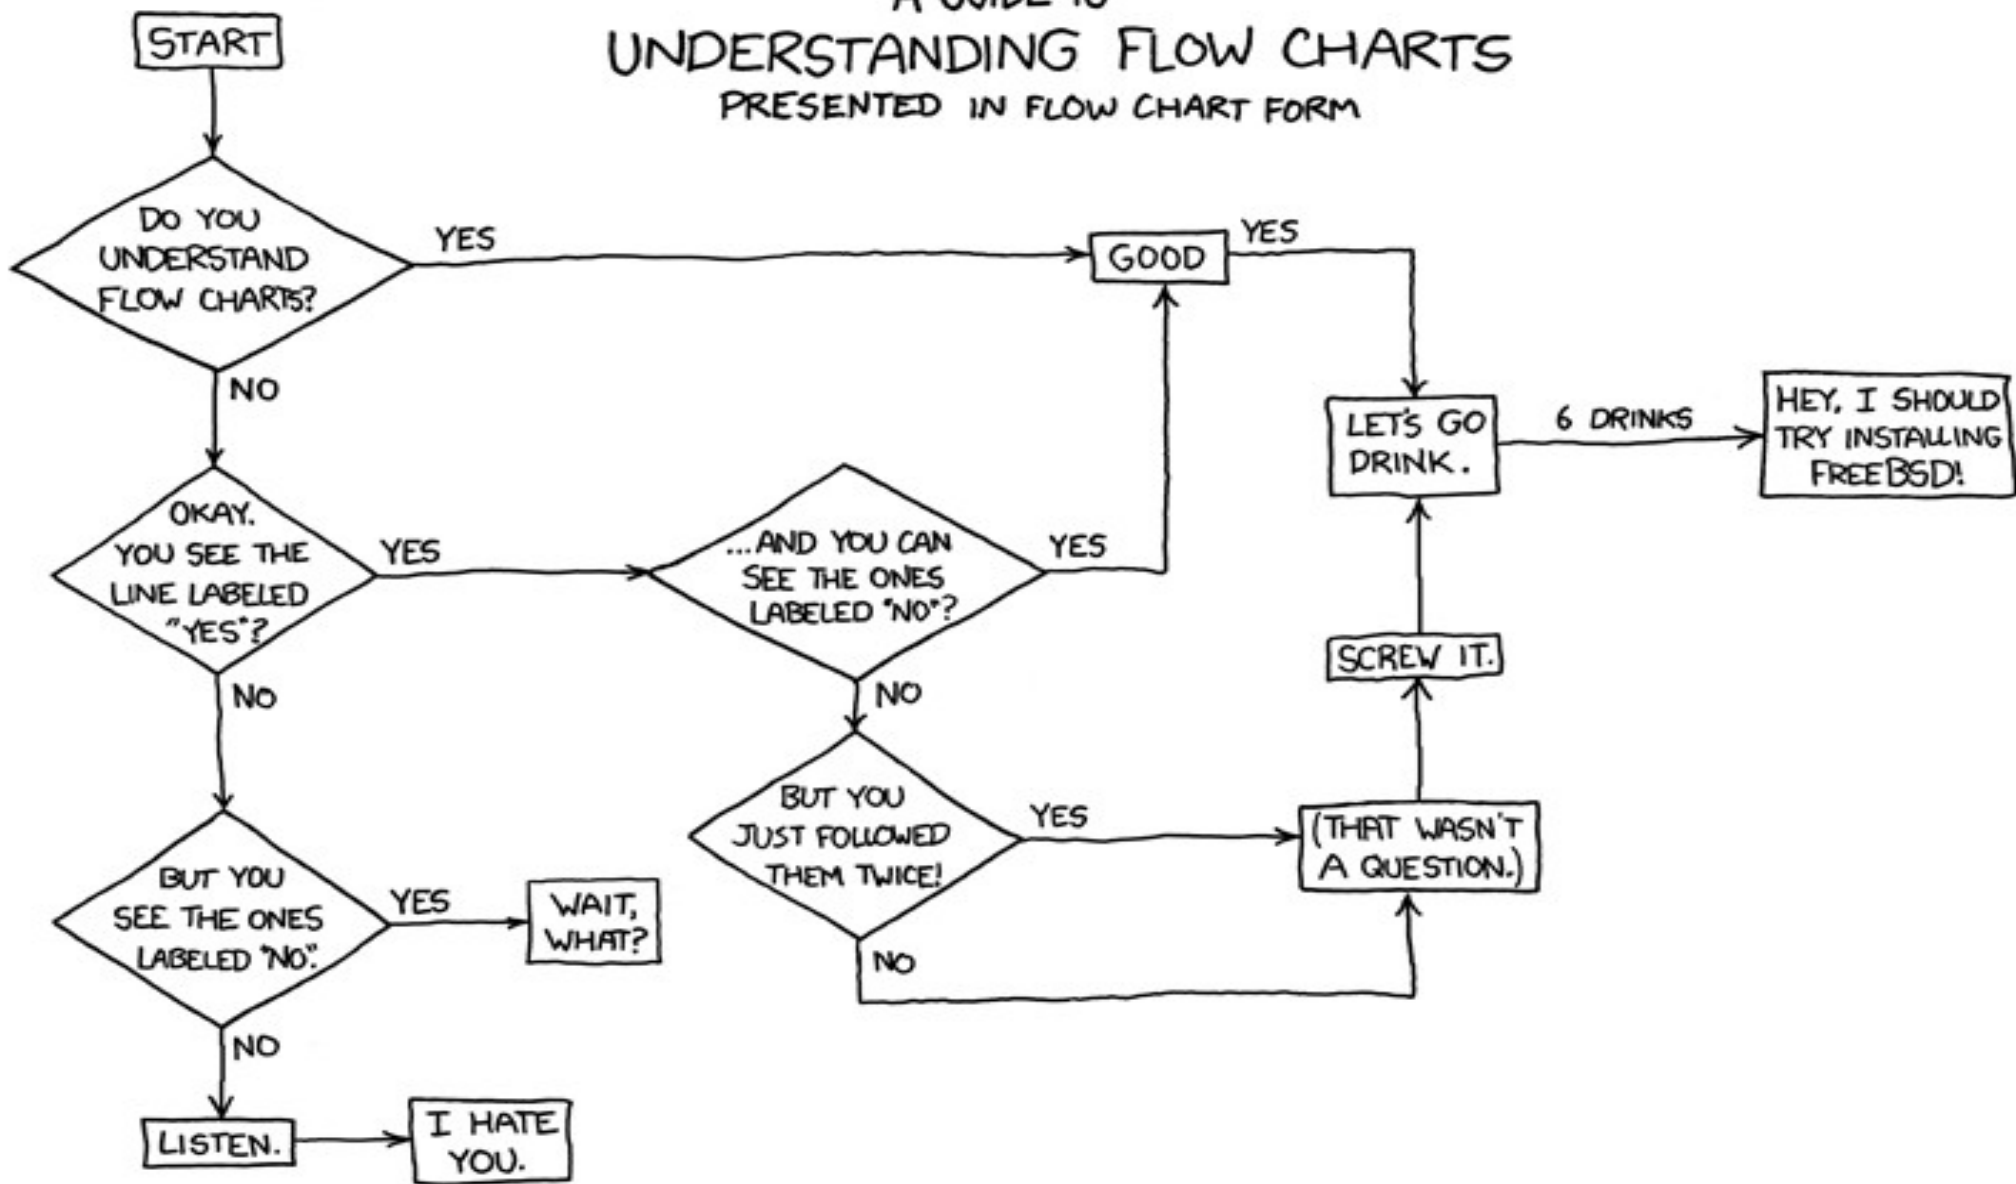 A GUIDE TO
UNDERSTANDING FLOW CHARTS
PRESENTED IN FLOW CHART FORM
START
DO YOU
UNDERSTAND
FLOW CHARTS?
YES
GOOD
YES
NO
LET'S GO
DRINK.
6 DRINKS
HEY, I SHOULD
TRY INSTALLING
FREEBSD!
OKAY.
YOU SEE THE
LINE LABELED
"YES"?
YES
...AND YOU CAN
SEE THE ONES
LABELED "NO"?
YES
NO
NO
SCREW IT.
BUT YOU
JUST FOLLOWED
THEM TWICE!
YES
(THAT WASN'T
A QUESTION.)
NO
BUT YOU
SEE THE ONES
LABELED "NO".
YES
WAIT,
WHAT?
NO
LISTEN.
I HATE
YOU.